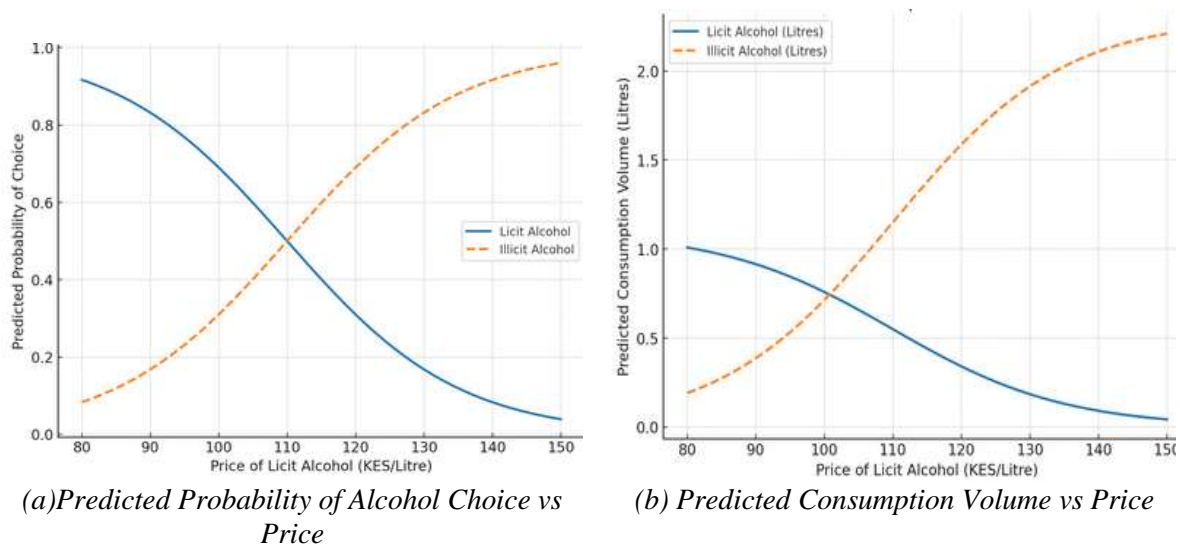 1.0
0.8
0.6
0.4
0.2
0.0
Predicted Probability of Choice
Licit Alcohol
Illicit Alcohol
80 90 100 110 120 130 140 150
Price of Licit Alcohol (KES/Litre)
(a)Predicted Probability of Alcohol Choice vs
Price
Licit Alcohol (Litres)
Illicit Alcohol (Litres)
2.0
1.5
1.0
0.5
0.0
Predicted Consumption Volume (Litres)
80 90 100 110 120 130 140 150
Price of Licit Alcohol (KES/Litre)
(b) Predicted Consumption Volume vs Price